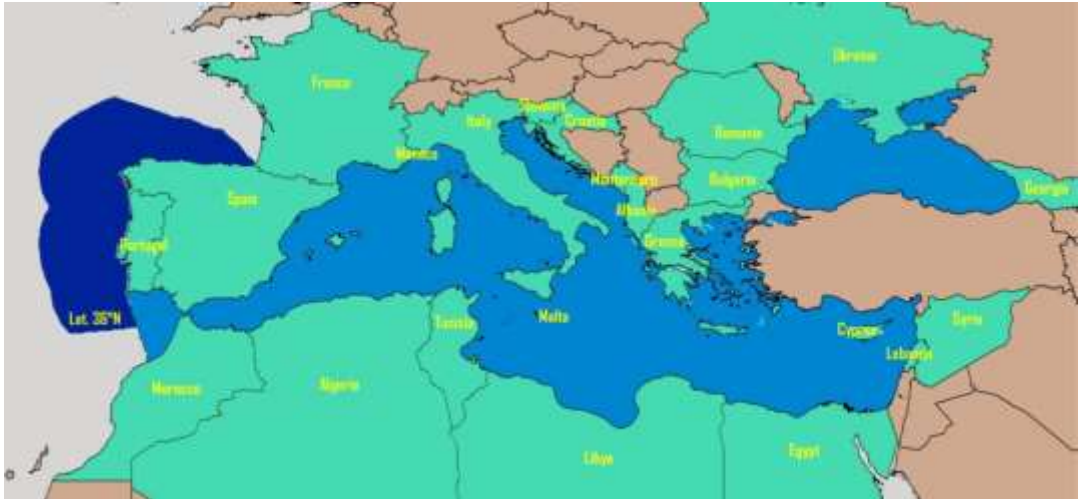 Ukraine
France
Slovenia
Italy
Croatia
Romania
Monaco
Montenegro
Bulgaria
Georgia
Spain
Albania
Portugal
Greece
Lat. 36°N
Malta
Tunisia
Cyprus
Syria
Lebanon
Morocco
Algeria
Libya
Egypt